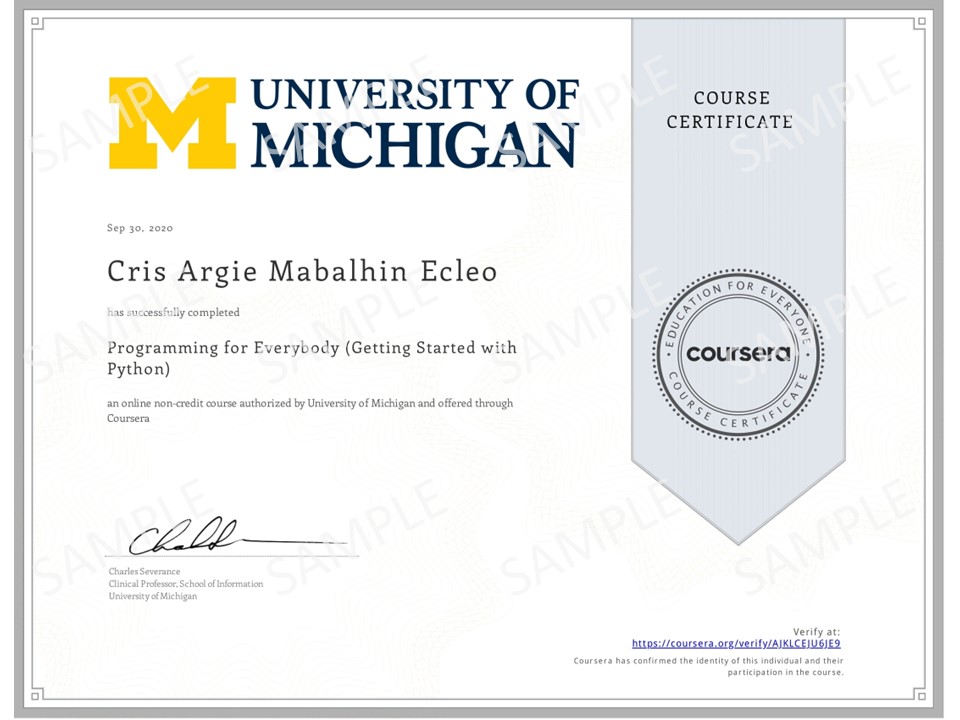 UNIVERSITY OF
MICHIGAN
COURSE
CERTIFICATE
Sep 30, 2020
Cris Argie Mabalhin Ecleo
has successfully completed
Programming for Everybody (Getting Started with
Python)
an online non-credit course authorized by University of Michigan and offered through
Coursera
EDUCATION FOR EVERYONE
coursera
COURSE CERTIFICATE
Charles Severance
Clinical Professor, School of Information
University of Michigan
Verify at:
https://coursera.org/verify/AJKLCEJU6JE9
Coursera has confirmed the identity of this individual and their
participation in the course.
SAMPLE
SAMPLE
SAMPLE
SAMPLE
SAMPLE
SAMPLE
SAMPLE
SAMPLE
SAMPLE
SAMPLE
SAMPLE
SAMPLE